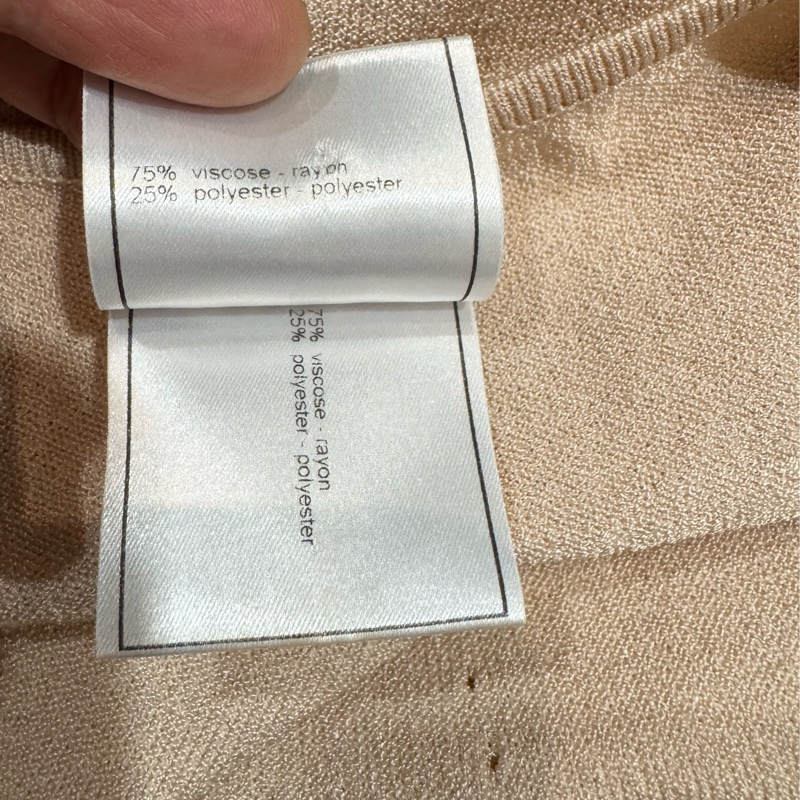 75% viscose - rayon
25% polyester - polyester
75% viscose - rayon
25% polyester - polyester